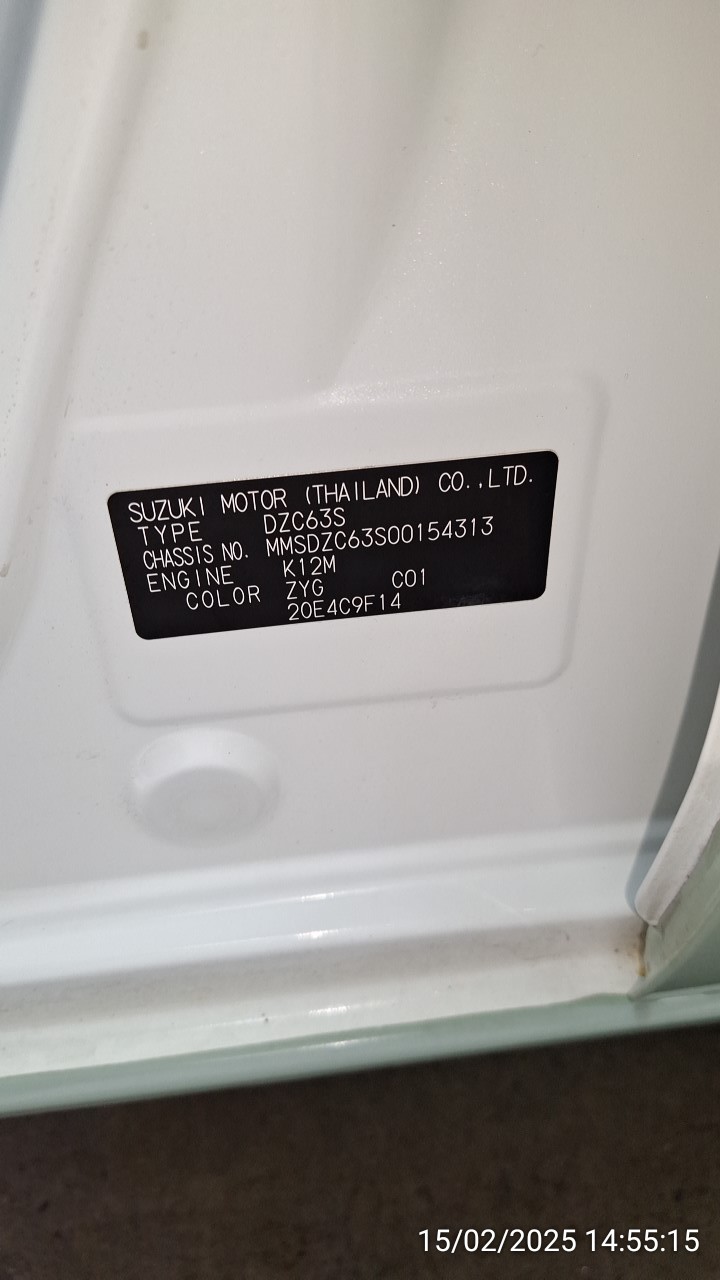 SUZUKI MOTOR (THAILAND) CO.,LTD.
TYPE DZC63S
CHASSIS NO. MMSDZC63S00154313
ENGINE K12M
COLOR ZYG C01
20E4C9F14
15/02/2025 14:55:15